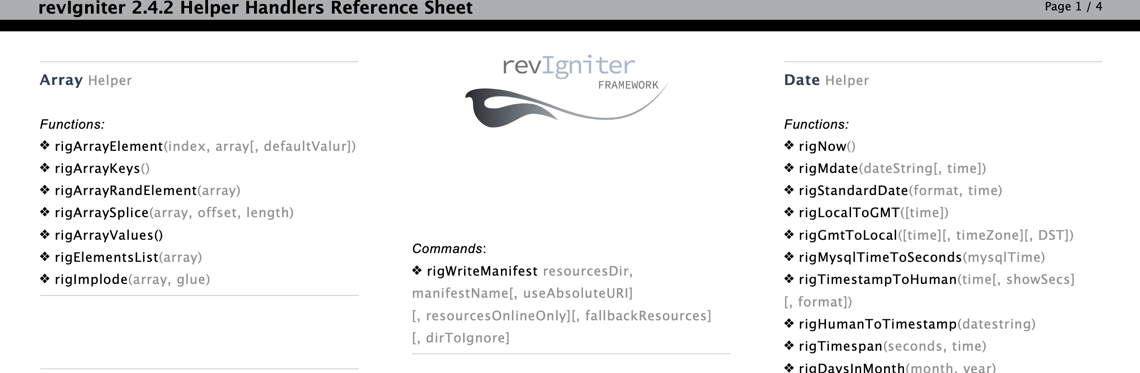 revIgniter 2.4.2 Helper Handlers Reference Sheet
Page 1 / 4
Array Helper
Functions:
❖ rigArrayElement(index, array[, defaultValur])
❖ rigArrayKeys()
❖ rigArrayRandElement(array)
❖ rigArraySplice(array, offset, length)
❖ rigArrayValues()
❖ rigElementsList(array)
❖ rigImplode(array, glue)
revIgniter
FRAMEWORK
Commands:
❖ rigWriteManifest resourcesDir,
manifestName[, useAbsoluteURI]
[, resourcesOnlineOnly][, fallbackResources]
[, dirToIgnore]
Date Helper
Functions:
❖ rigNow()
❖ rigMdate(dateString[, time])
❖ rigStandardDate(format, time)
❖ rigLocalToGMT([time])
❖ rigGmtToLocal([time][, timeZone][, DST])
❖ rigMysqlTimeToSeconds(mysqlTime)
❖ rigTimestampToHuman(time[, showSecs]
[, format])
❖ rigHumanToTimestamp(datestring)
❖ rigTimespan(seconds, time)
❖ rigDaysInMonth(month, year)